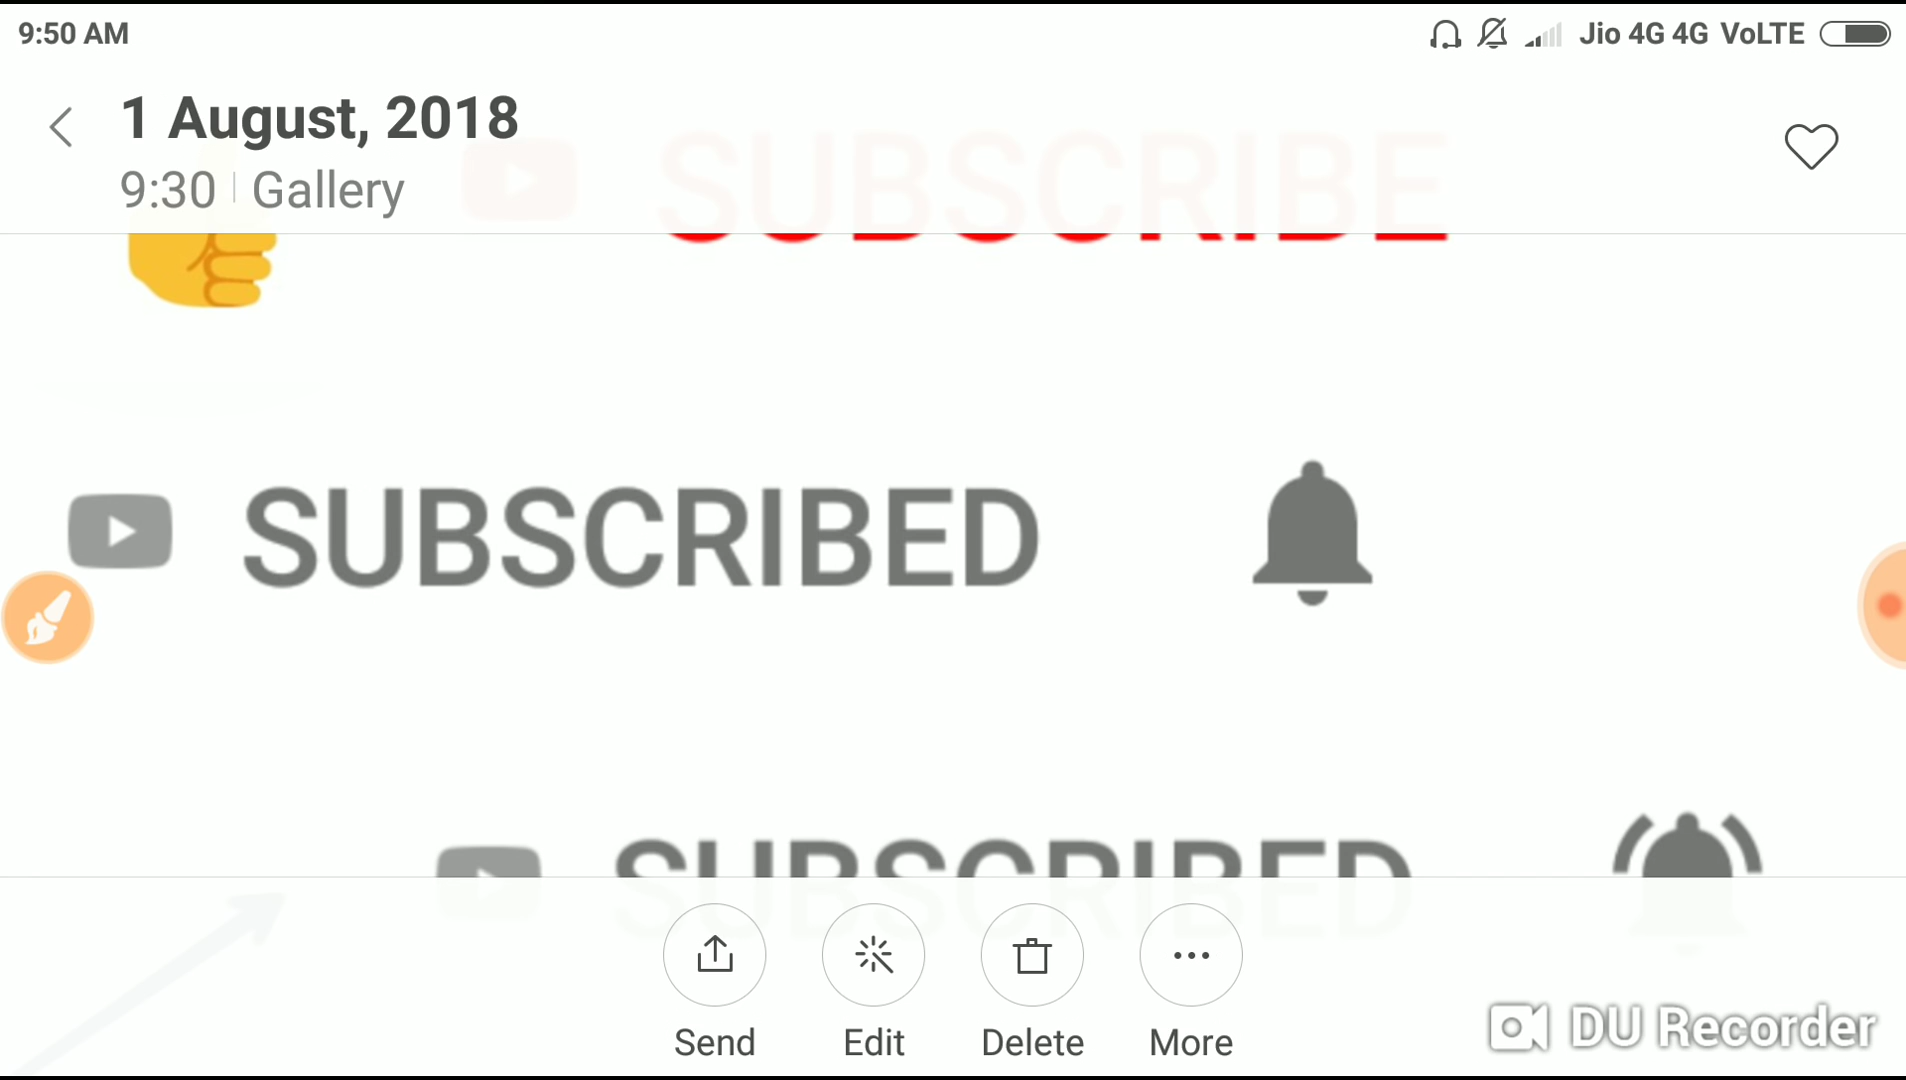 9:50 AM
Jio 4G 4G VoLTE
1 August, 2018
9:30 | Gallery
SUBSCRIBE
SUBSCRIBED
SUBSCRIBED
Send Edit Delete More
DU Recorder